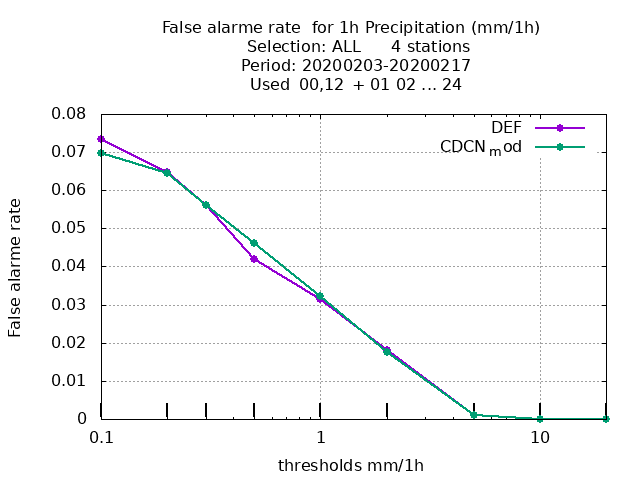 False alarme rate  for 1h Precipitation (mm/1h)
Selection: ALL      4 stations
Period: 20200203-20200217
Used  00,12  + 01 02 ... 24
0.08
0.07
0.06
0.05
0.04
0.03
0.02
0.01
0
False alarme rate
DEF
CDCN_mod
0.1
1
10
thresholds mm/1h